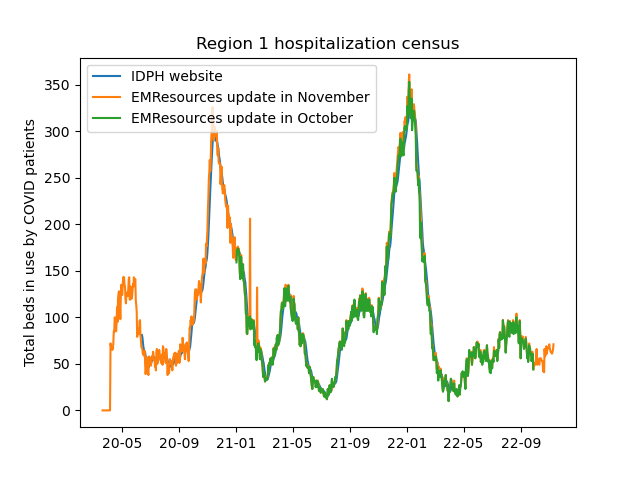 Region 1 hospitalization census
IDPH website
EMResources update in November
EMResources update in October
Total beds in use by COVID patients
350
300
250
200
150
100
50
0
20-05 20-09 21-01 21-05 21-09 22-01 22-05 22-09